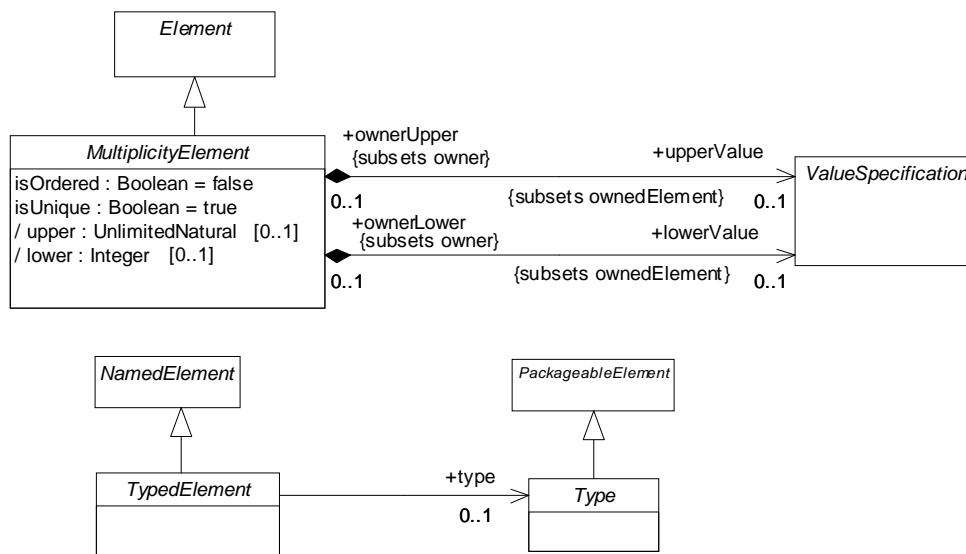 Element
+ownerUpper
{subsets owner}
+upperValue
MultiplicityElement
ValueSpecification
isOrdered : Boolean = false
isUnique : Boolean = true
/ upper : UnlimitedNatural [0..1]
/ lower : Integer [0..1]
0..1
{subsets ownedElement}
0..1
+ownerLower
{subsets owner}
+lowerValue
0..1
{subsets ownedElement}
0..1
NamedElement
PackageableElement
TypedElement
+type
0..1
Type